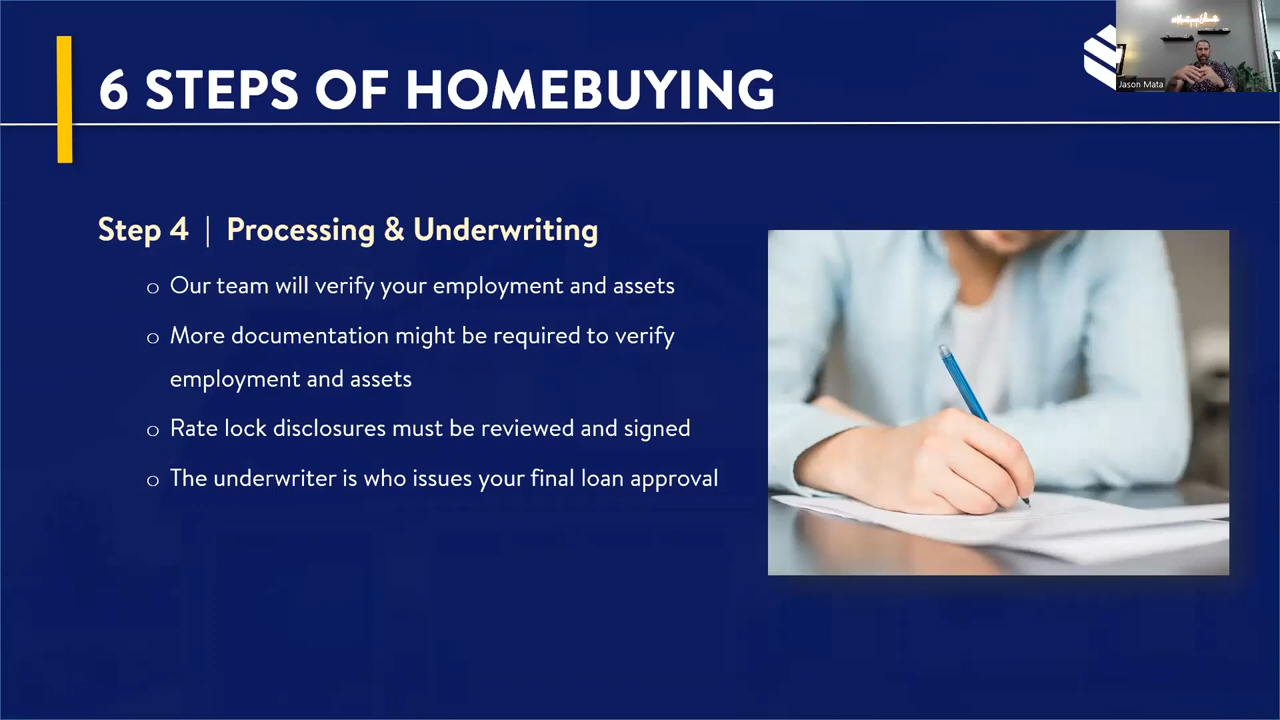 6 STEPS OF HOMEBUYING
Jason Mata
Step 4 | Processing & Underwriting
o Our team will verify your employment and assets
o More documentation might be required to verify
employment and assets
o Rate lock disclosures must be reviewed and signed
o The underwriter is who issues your final loan approval